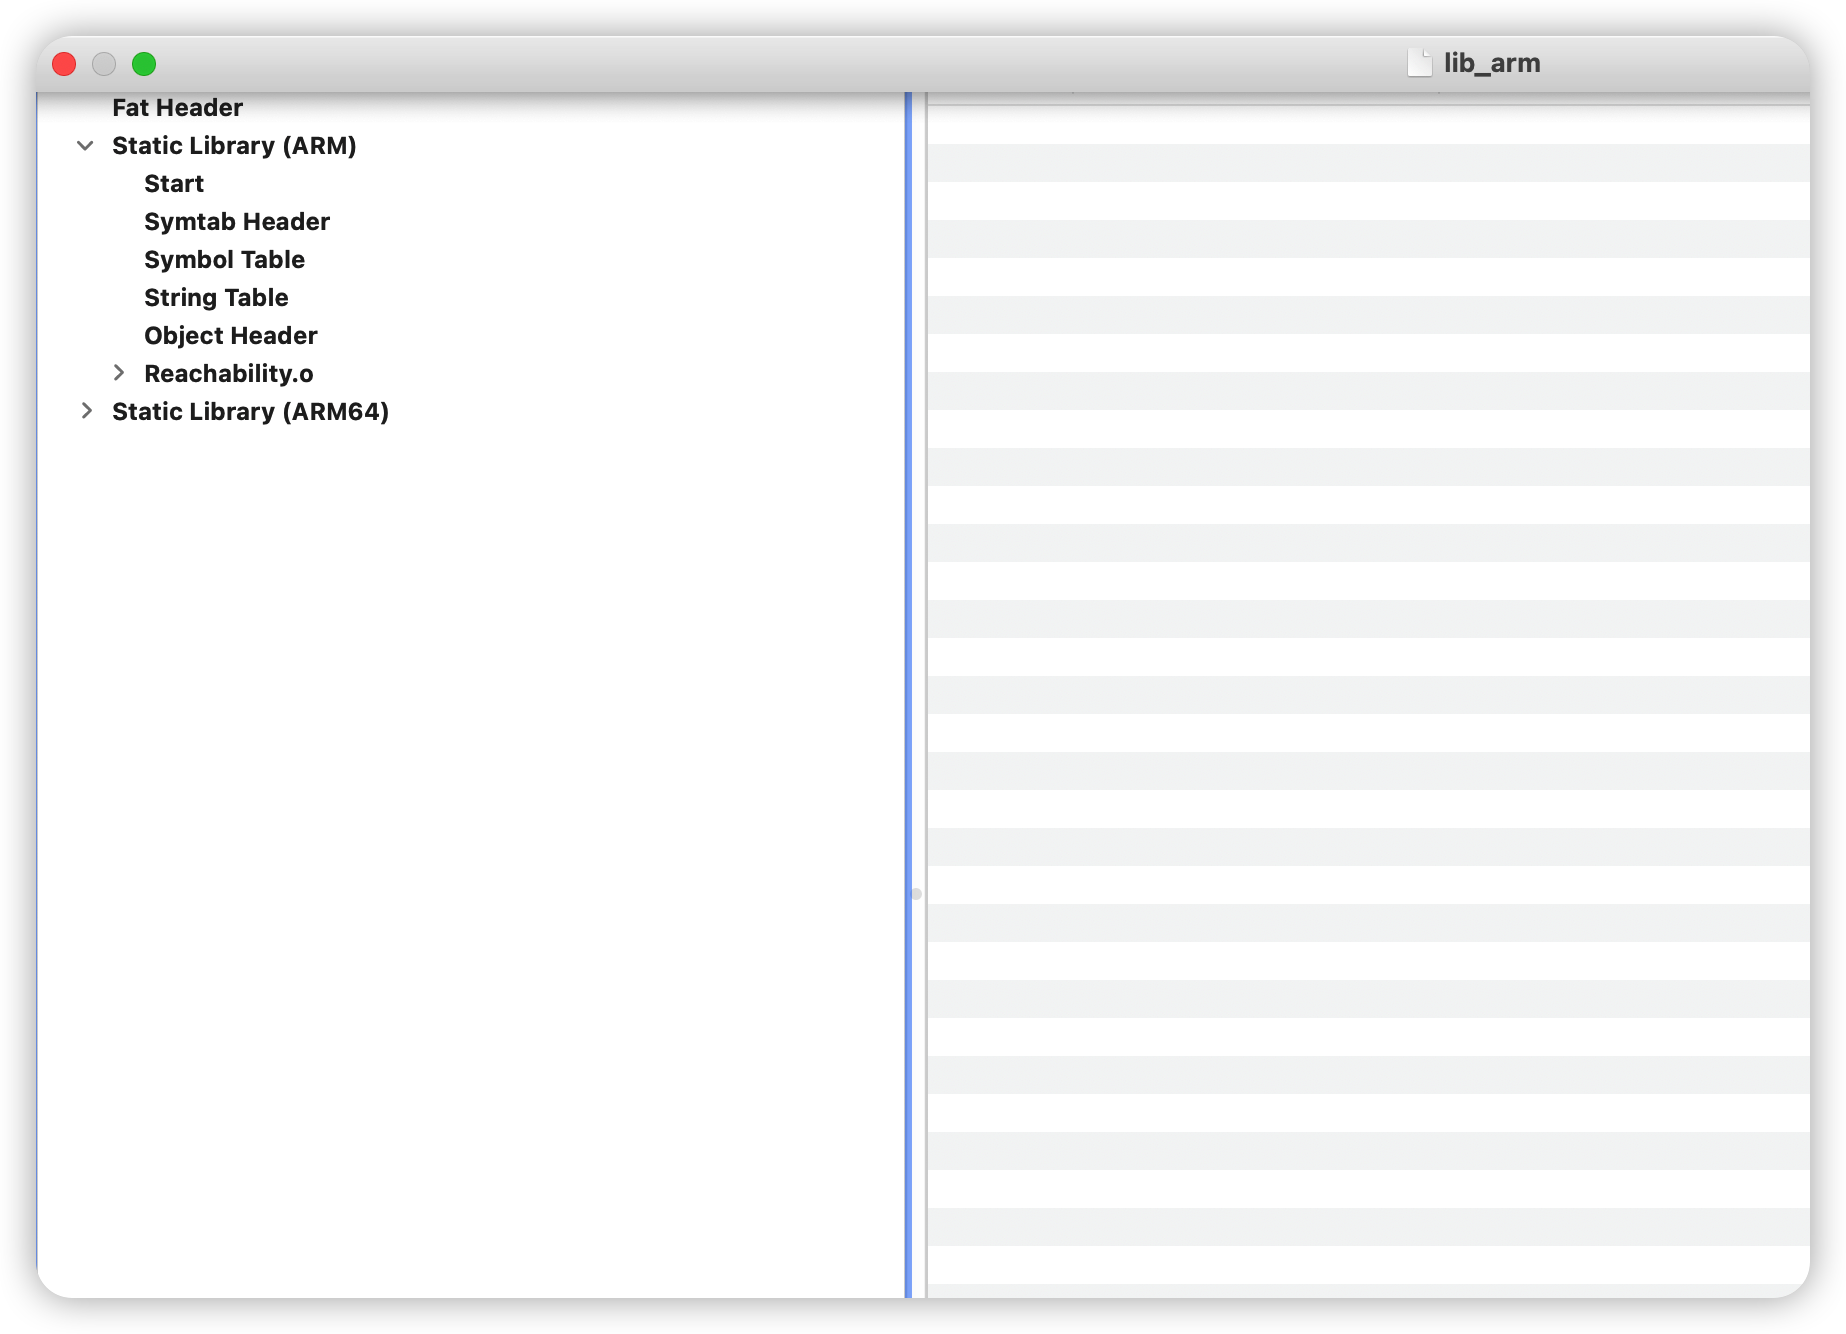 lib_arm
Fat Header
Static Library (ARM)
Start
Symtab Header
Symbol Table
String Table
Object Header
Reachability.o
Static Library (ARM64)